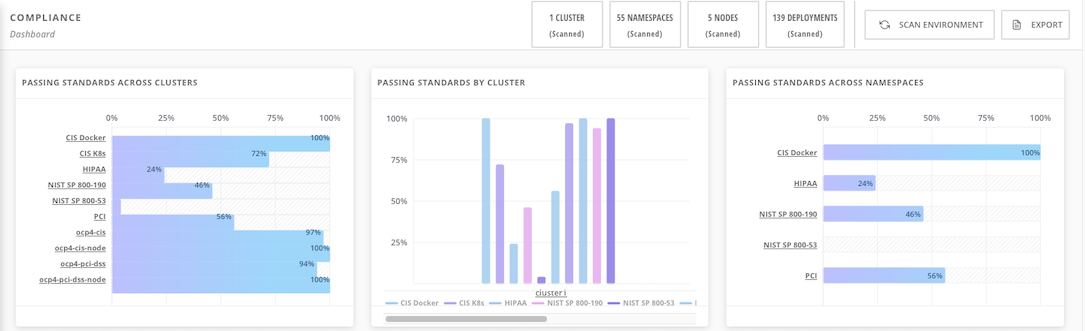 COMPLIANCE
Dashboard
1 CLUSTER
(Scanned)
55 NAMESPACES
(Scanned)
5 NODES
(Scanned)
139 DEPLOYMENTS
(Scanned)
SCAN ENVIRONMENT
EXPORT
PASSING STANDARDS ACROSS CLUSTERS
0% 25% 50% 75% 100%
CIS Docker 100%
CIS K8s 72%
HIPAA 24%
NIST SP 800-190 46%
NIST SP 800-53
PCI 56%
ocp4-cis 97%
ocp4-cis-node 100%
ocp4-pci-dss 94%
ocp4-pci-dss-node 100%
PASSING STANDARDS BY CLUSTER
100%
75%
50%
25%
cluster1
CIS Docker CIS K8s HIPAA NIST SP 800-190 NIST SP 800-53
PASSING STANDARDS ACROSS NAMESPACES
0% 25% 50% 75% 100%
CIS Docker 100%
HIPAA 24%
NIST SP 800-190 46%
NIST SP 800-53
PCI 56%